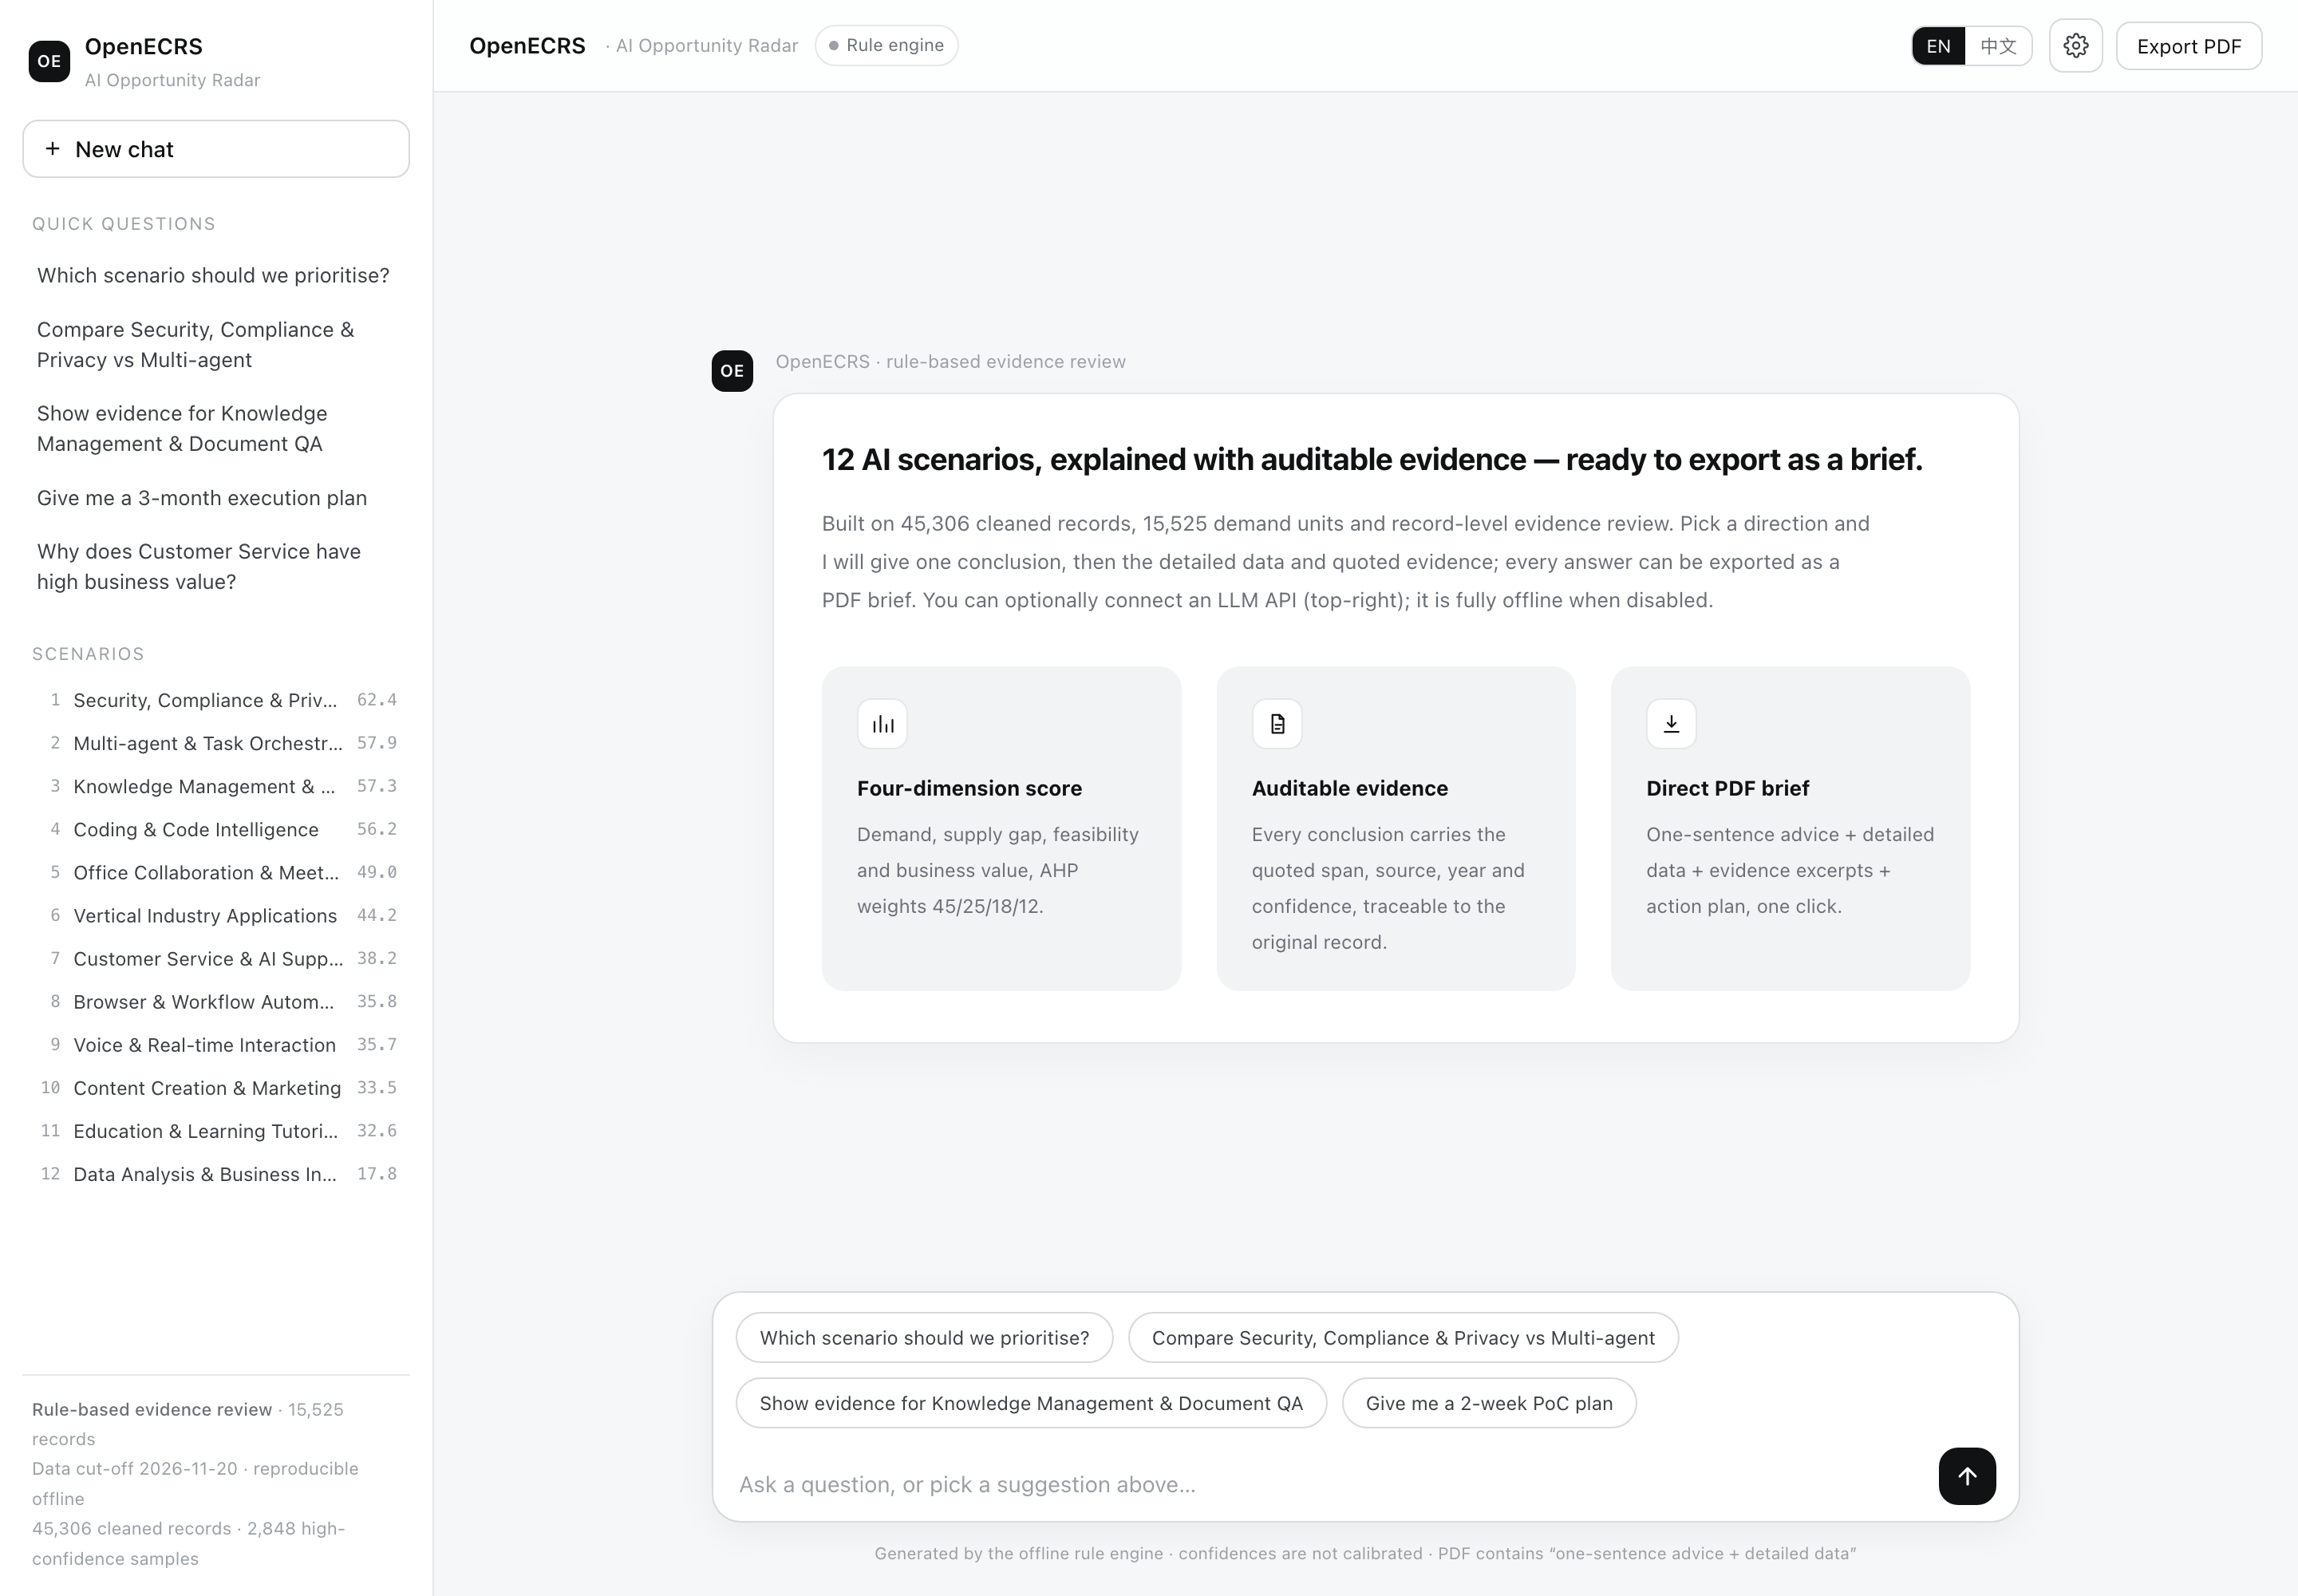 OE
OpenECRS
AI Opportunity Radar
+ New chat
QUICK QUESTIONS
Which scenario should we prioritise?
Compare Security, Compliance &
Privacy vs Multi-agent
Show evidence for Knowledge
Management & Document QA
Give me a 3-month execution plan
Why does Customer Service have
high business value?
SCENARIOS
1 Security, Compliance & Priv... 62.4
2 Multi-agent & Task Orchestr... 57.9
3 Knowledge Management & ... 57.3
4 Coding & Code Intelligence 56.2
5 Office Collaboration & Meet... 49.0
6 Vertical Industry Applications 44.2
7 Customer Service & AI Supp... 38.2
8 Browser & Workflow Autom... 35.8
9 Voice & Real-time Interaction 35.7
10 Content Creation & Marketing 33.5
11 Education & Learning Tutori... 32.6
12 Data Analysis & Business In... 17.8
Rule-based evidence review · 15,525
records
Data cut-off 2026-11-20 · reproducible
offline
45,306 cleaned records · 2,848 high-
confidence samples
OpenECRS · AI Opportunity Radar Rule engine
EN 中文 Export PDF
OE
OpenECRS · rule-based evidence review
12 AI scenarios, explained with auditable evidence — ready to export as a brief.
Built on 45,306 cleaned records, 15,525 demand units and record-level evidence review. Pick a direction and
I will give one conclusion, then the detailed data and quoted evidence; every answer can be exported as a
PDF brief. You can optionally connect an LLM API (top-right); it is fully offline when disabled.
Four-dimension score
Demand, supply gap, feasibility
and business value, AHP
weights 45/25/18/12.
Auditable evidence
Every conclusion carries the
quoted span, source, year and
confidence, traceable to the
original record.
Direct PDF brief
One-sentence advice + detailed
data + evidence excerpts +
action plan, one click.
Which scenario should we prioritise?
Compare Security, Compliance & Privacy vs Multi-agent
Show evidence for Knowledge Management & Document QA
Give me a 2-week PoC plan
Ask a question, or pick a suggestion above...
Generated by the offline rule engine · confidences are not calibrated · PDF contains “one-sentence advice + detailed data”